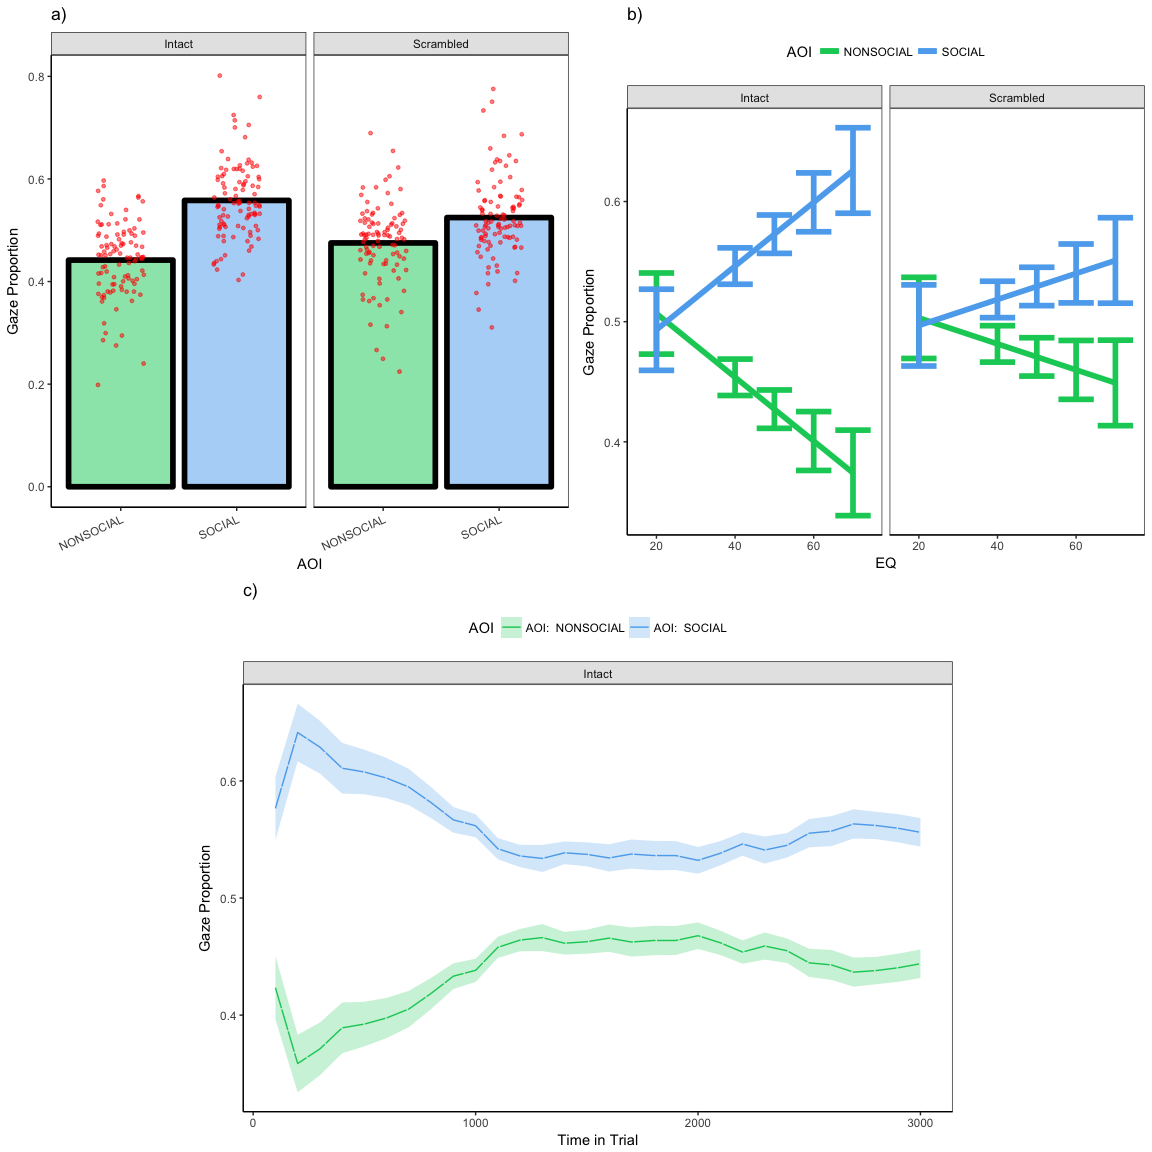 a)
Intact
Scrambled
0.8
0.6
0.4
0.2
0.0
Gaze Proportion
NONSOCIAL
SOCIAL
NONSOCIAL
SOCIAL
AOI
b)
AOI NONSOCIAL SOCIAL
Intact
Scrambled
0.6
0.5
0.4
Gaze Proportion
20 40 60
20 40 60
EQ
c)
AOI AOI: NONSOCIAL AOI: SOCIAL
Intact
0.6
0.5
0.4
Gaze Proportion
0 1000 2000 3000
Time in Trial